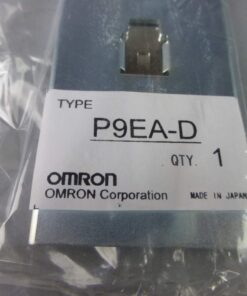 TYPE
P9EA-D
QTY. 1
OMRON
OMRON Corporation MADE IN JAPAN